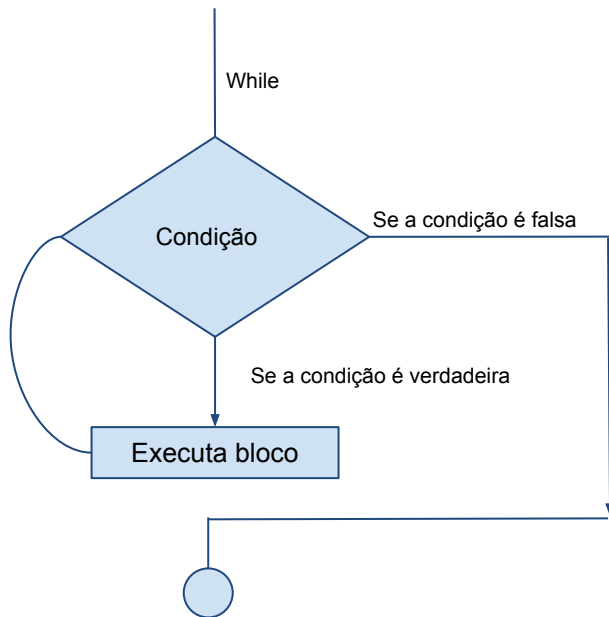 While
Condição
Se a condição é falsa
Se a condição é verdadeira
Executa bloco